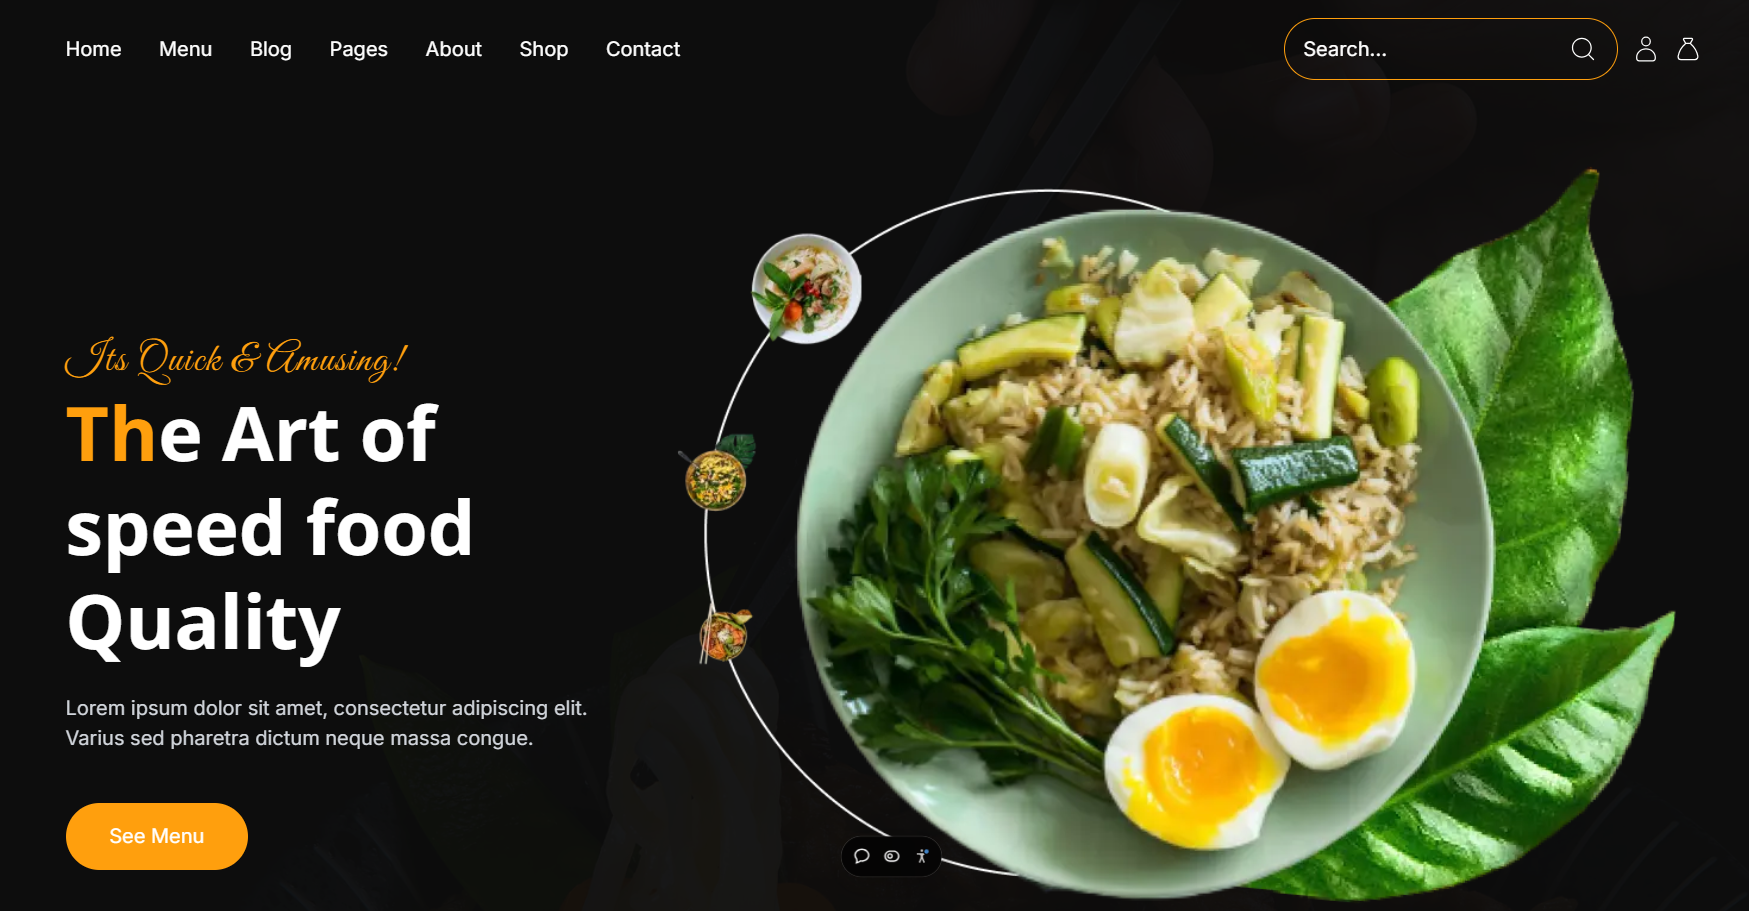 Home Menu Blog Pages About Shop Contact Search...
Its Quick & Amusing!
The Art of
speed food
Quality
Lorem ipsum dolor sit amet, consectetur adipiscing elit.
Varius sed pharetra dictum neque massa congue.
See Menu